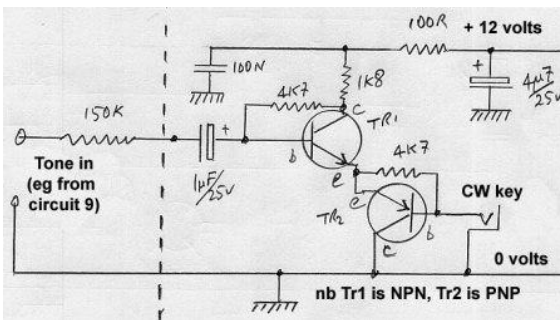 100R
+ 12 volts
100N
1K8
+
4µ7/25V
4K7
c
150K
+
b
TR1
4K7
Tone in
(eg from
circuit 9)
1µF/25V
e
e
TR2
b
CW key
c
0 volts
nb Tr1 is NPN, Tr2 is PNP